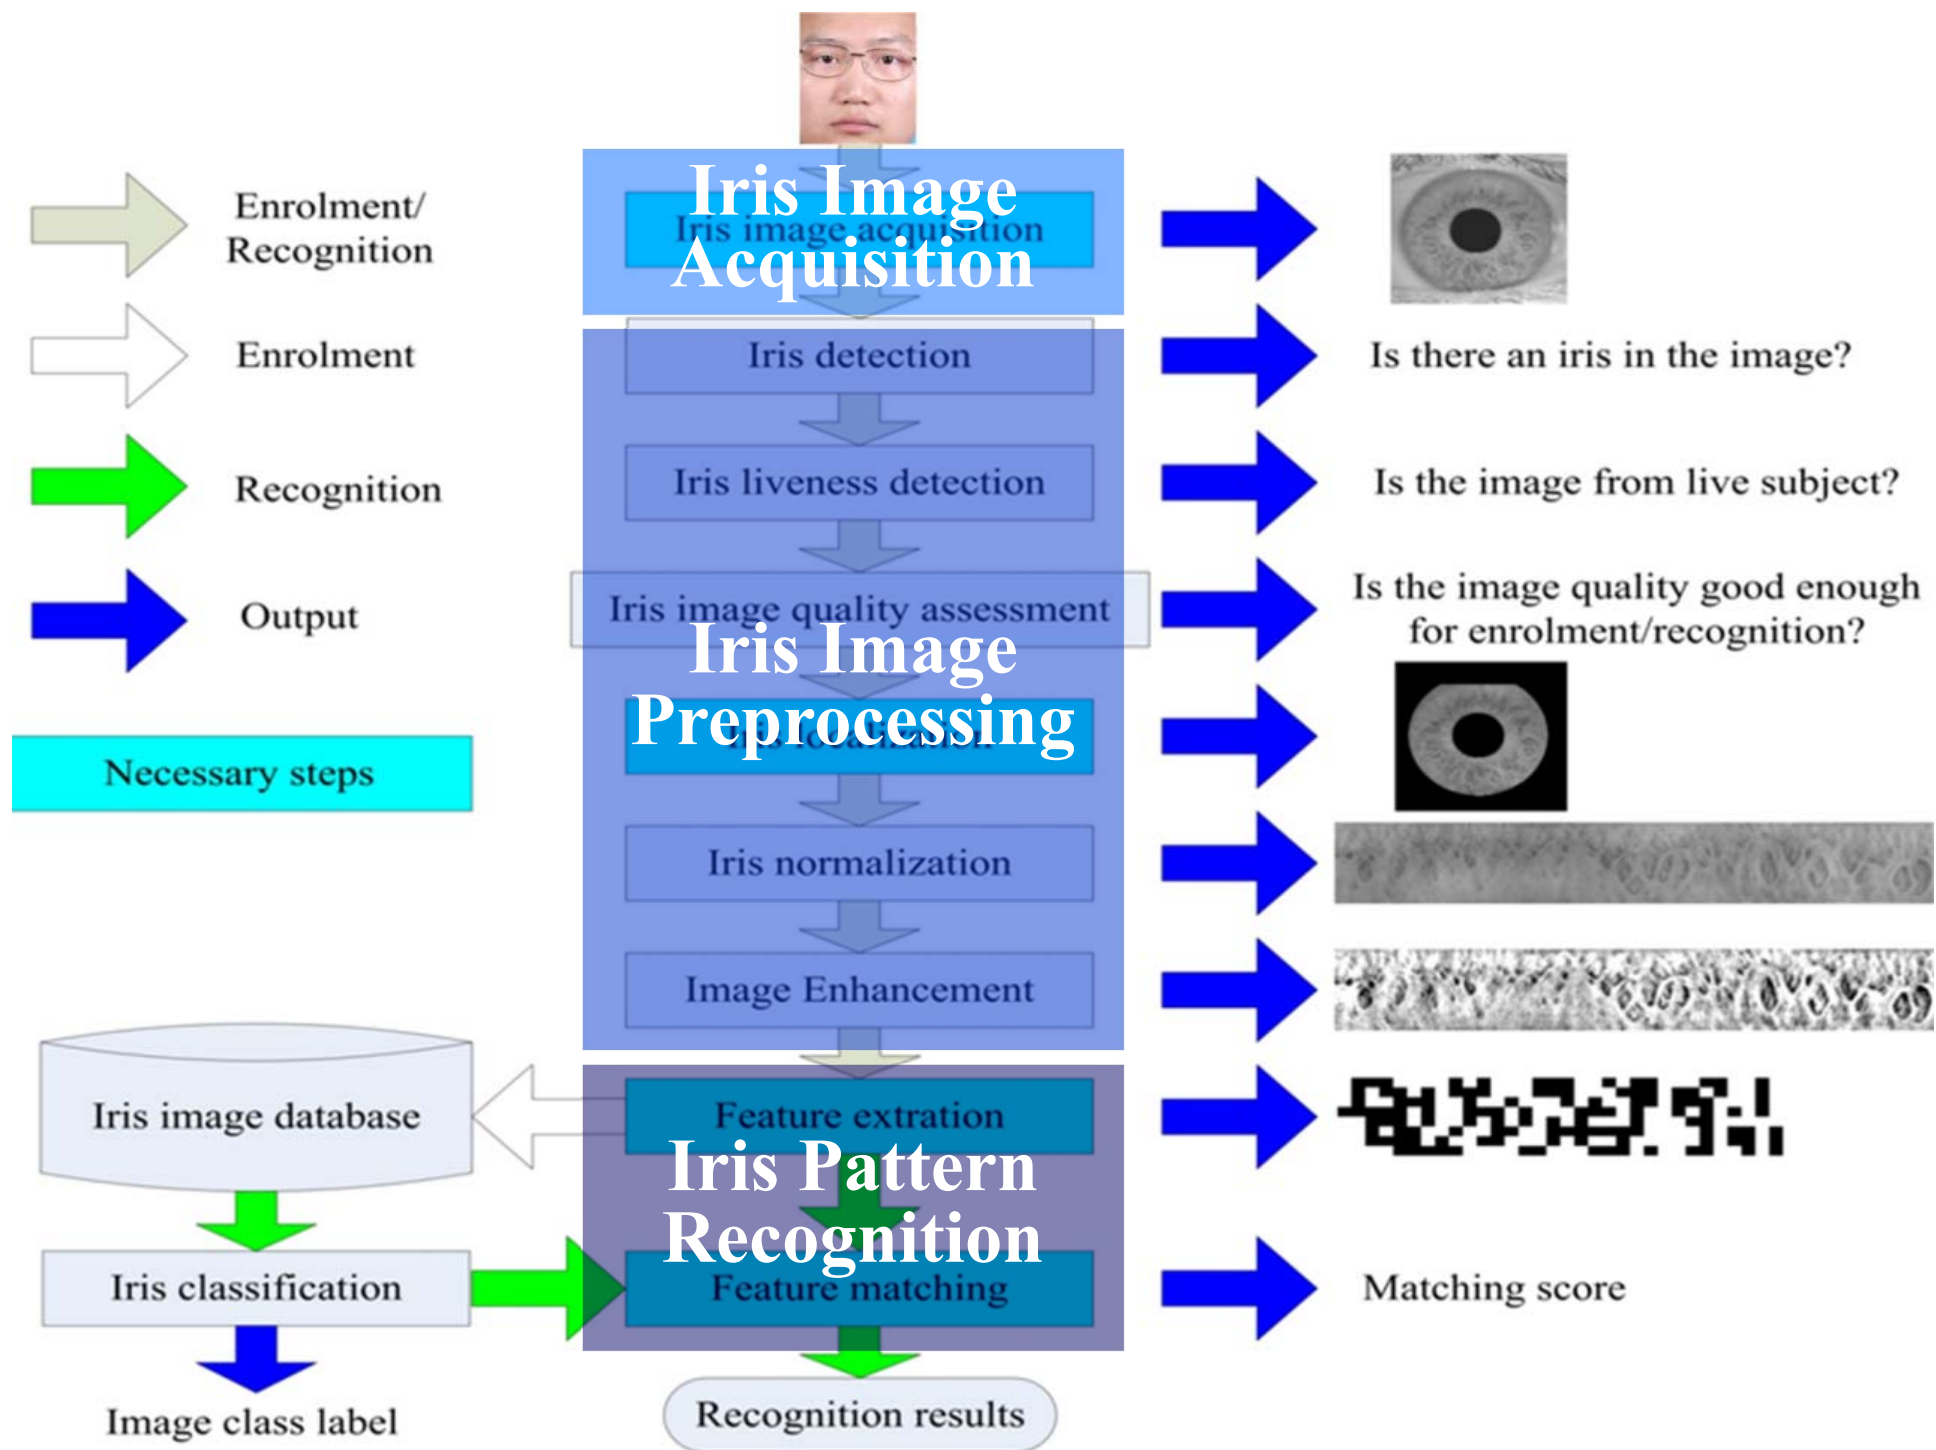 Iris Image
Acquisition
Iris image acquisition
Enrolment/
Recognition
Enrolment
Iris detection
Is there an iris in the image?
Recognition
Iris liveness detection
Is the image from live subject?
Output
Iris image quality assessment
Is the image quality good enough
for enrolment/recognition?
Iris Image
Preprocessing
Iris localization
Necessary steps
Iris normalization
Image Enhancement
Iris image database
Feature extration
Iris Pattern
Recognition
Iris classification
Feature matching
Matching score
Image class label
Recognition results